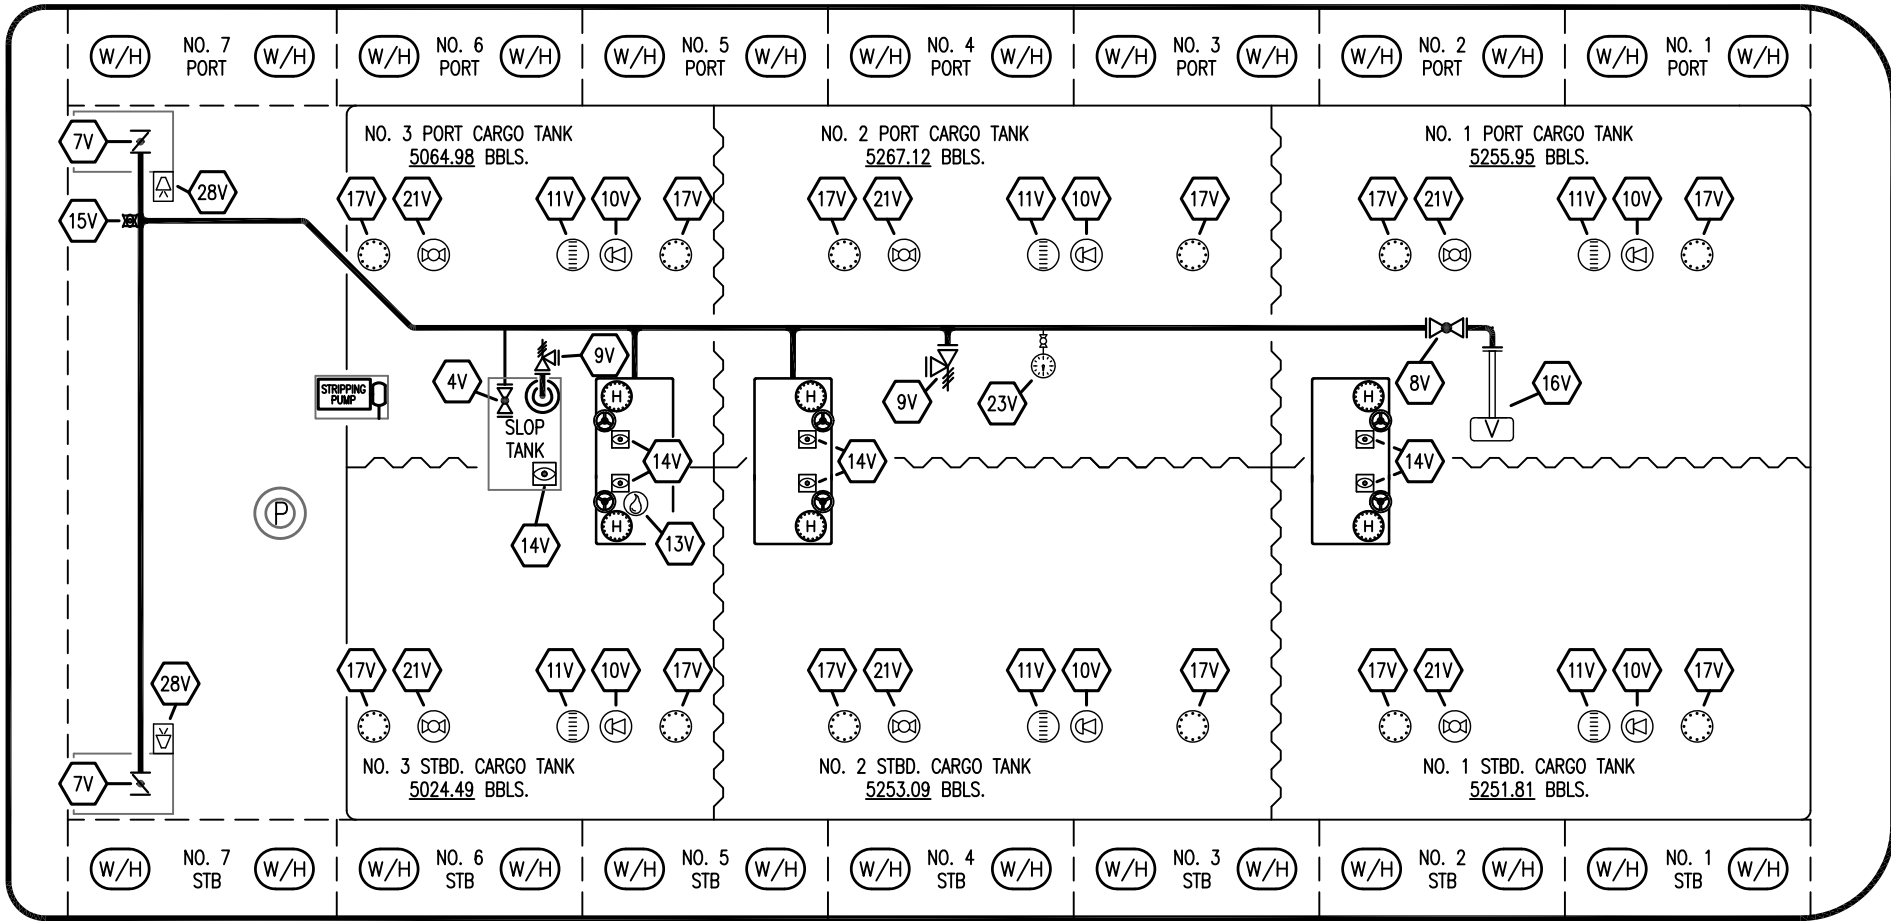 W/H NO. 7 W/H W/H NO. 6 W/H W/H NO. 5 W/H W/H NO. 4 W/H W/H NO. 3 W/H W/H NO. 2 W/H W/H NO. 1 W/H
PORT PORT PORT PORT PORT PORT PORT
NO. 3 PORT CARGO TANK NO. 2 PORT CARGO TANK NO. 1 PORT CARGO TANK
5064.98 BBLS. 5267.12 BBLS. 5255.95 BBLS.
7V
28V
17V 21V 11V 10V 17V 17V 21V 11V 10V 17V 17V 21V 11V 10V 17V
15V
9V
4V 9V 23V 8V 16V
STRIPPING
PUMP
H H H
SLOP
TANK
V
14V 14V 14V
P
H H H
14V 13V
28V
17V 21V 11V 10V 17V 17V 21V 11V 10V 17V 17V 21V 11V 10V 17V
7V
NO. 3 STBD. CARGO TANK NO. 2 STBD. CARGO TANK NO. 1 STBD. CARGO TANK
5024.49 BBLS. 5253.09 BBLS. 5251.81 BBLS.
W/H NO. 7 W/H W/H NO. 6 W/H W/H NO. 5 W/H W/H NO. 4 W/H W/H NO. 3 W/H W/H NO. 2 W/H W/H NO. 1 W/H
STB STB STB STB STB STB STB